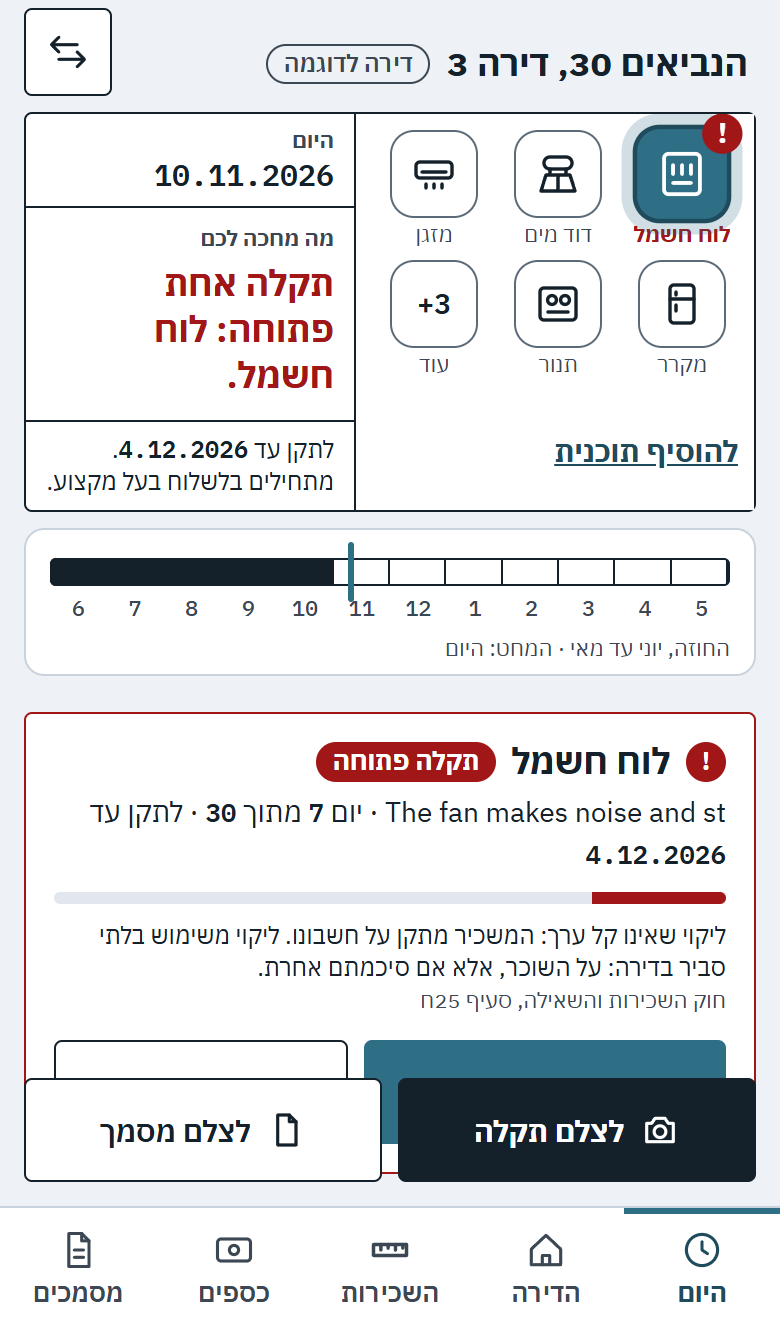 הנביאים 30, דירה 3 דירה לדוגמה
!
לוח חשמל
דוד מים
מזגן
מקרר
תנור
+3
עוד
להוסיף תוכנית
היום
10.11.2026
מה מחכה לכם
תקלה אחת
פתוחה: לוח
חשמל.
לתקן עד 4.12.2026.
מתחילים בלשלוח בעל מקצוע.
6 7 8 9 10 11 12 1 2 3 4 5
החוזה, יוני עד מאי · המחט: היום
! לוח חשמל תקלה פתוחה
The fan makes noise and st · יום 7 מתוך 30 · לתקן עד
4.12.2026
ליקוי שאינו קל ערך: המשכיר מתקן על חשבונו. ליקוי משימוש בלתי
סביר בדירה: על השוכר, אלא אם סיכמתם אחרת.
חוק השכירות והשאילה, סעיף 25ח
לצלם תקלה
לצלם מסמך
היום
הדירה
השכירות
כספים
מסמכים